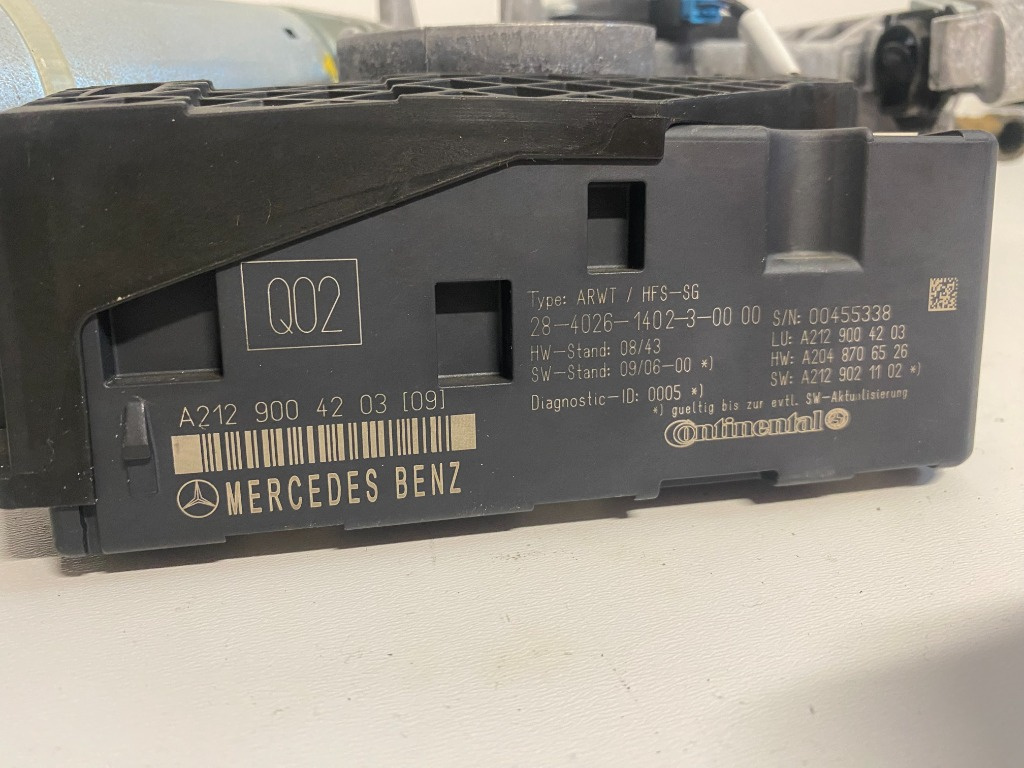 Q02
A212 900 42 03 [09]
MERCEDES BENZ
Type: ARWT / HFS-SG
28-4026-1402-3-00 00
HW-Stand: 08/43
SW-Stand: 09/06-00 *)
Diagnostic-ID: 0005 *)
S/N: 00455338
LU: A212 900 42 03
HW: A204 870 65 26
SW: A212 902 11 02 *)
*) gueltig bis zur evtl. SW-Aktualisierung
Continental